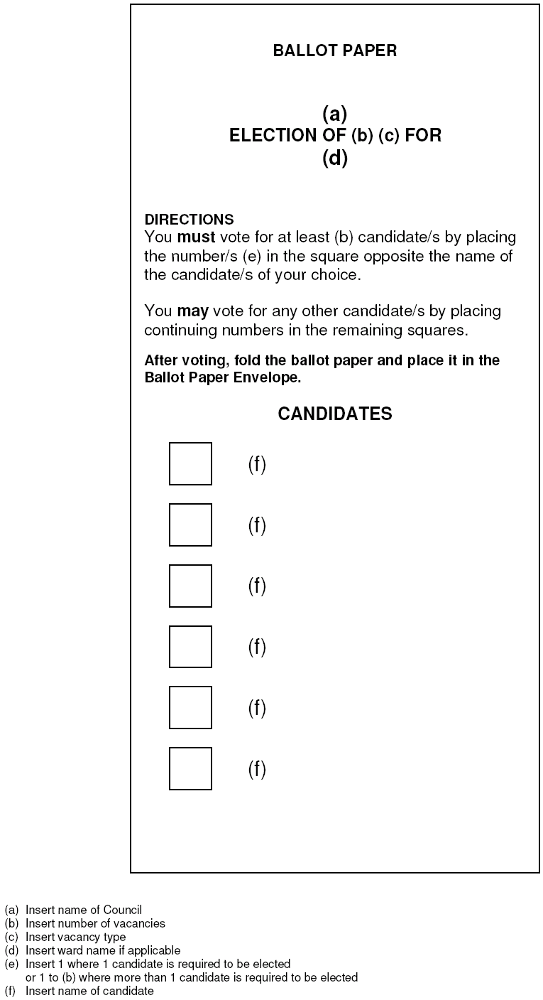 BALLOT PAPER
(a)
ELECTION OF (b) (c) FOR
(d)
DIRECTIONS
You must vote for at least (b) candidate/s by placing
the number/s (e) in the square opposite the name of
the candidate/s of your choice.
You may vote for any other candidate/s by placing
continuing numbers in the remaining squares.
After voting, fold the ballot paper and place it in the
Ballot Paper Envelope.
CANDIDATES
(f)
(f)
(f)
(f)
(f)
(f)
(a) Insert name of Council
(b) Insert number of vacancies
(c) Insert vacancy type
(d) Insert ward name if applicable
(e) Insert 1 where 1 candidate is required to be elected
or 1 to (b) where more than 1 candidate is required to be elected
(f) Insert name of candidate